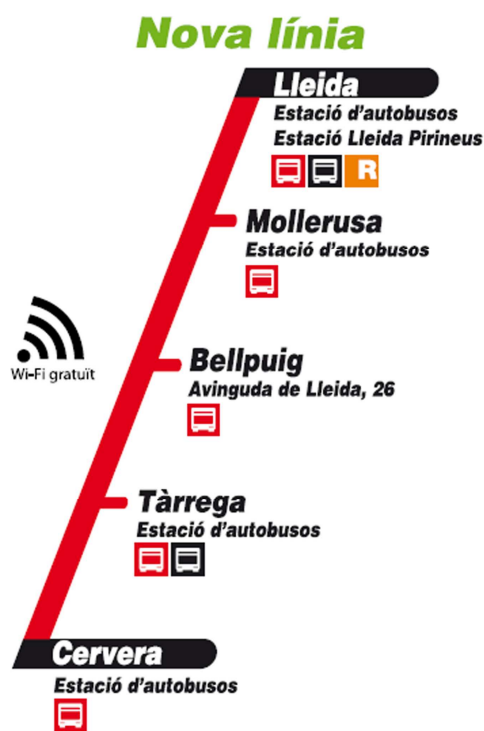 Nova línia
Lleida
Estació d'autobusos
Estació Lleida Pirineus
R
Mollerusa
Estació d'autobusos
Wi-Fi gratuït
Bellpuig
Avinguda de Lleida, 26
Tàrrega
Estació d'autobusos
Cervera
Estació d'autobusos